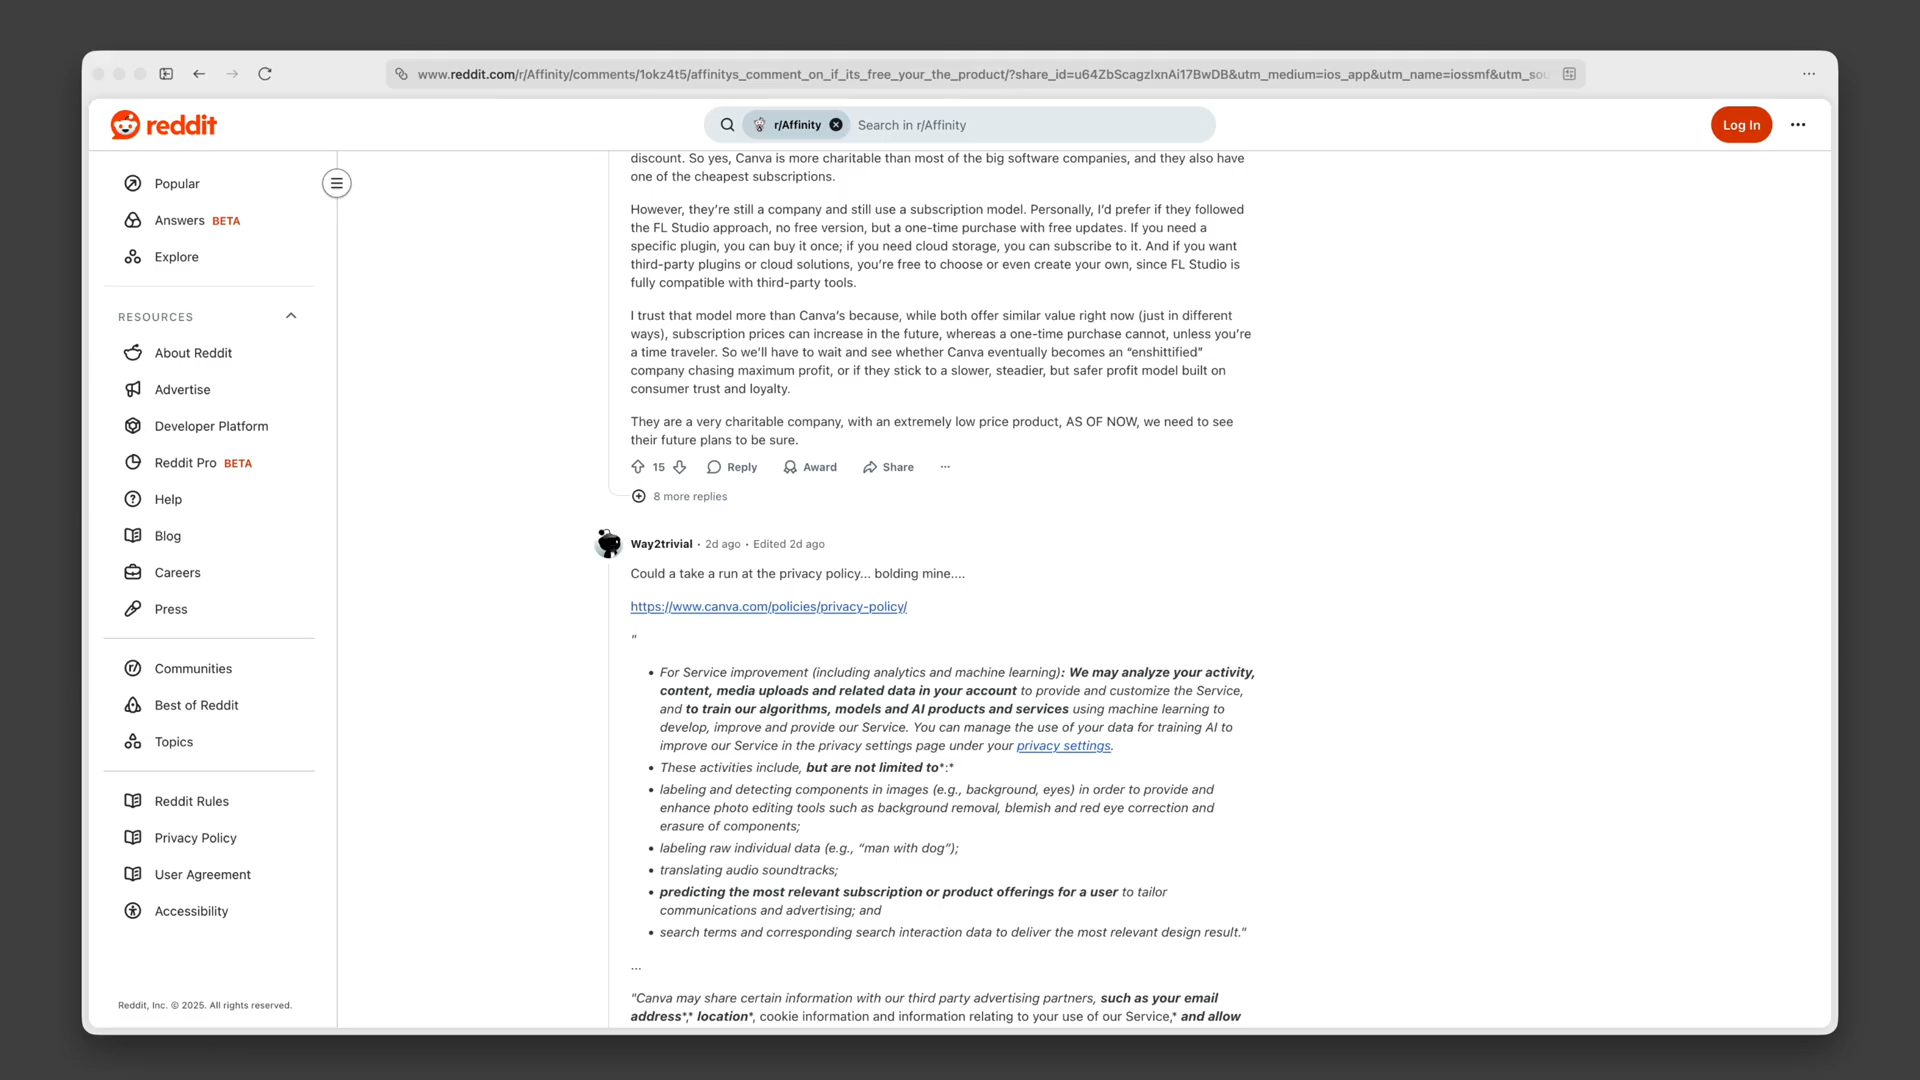 www.reddit.com/r/Affinity/comments/1okz4t5/affinitys_comment_on_if_its_free_your_the_product/?share_id=u64ZbScagzIxnAi17BwDB&utm_medium=ios_app&utm_name=iossmf&utm_sou
reddit
r/Affinity
Search in r/Affinity
Log In
Popular
Answers BETA
Explore
RESOURCES
About Reddit
Advertise
Developer Platform
Reddit Pro BETA
Help
Blog
Careers
Press
Communities
Best of Reddit
Topics
Reddit Rules
Privacy Policy
User Agreement
Accessibility
Reddit, Inc. © 2025. All rights reserved.
discount. So yes, Canva is more charitable than most of the big software companies, and they also have
one of the cheapest subscriptions.
However, they're still a company and still use a subscription model. Personally, I'd prefer if they followed
the FL Studio approach, no free version, but a one-time purchase with free updates. If you need a
specific plugin, you can buy it once; if you need cloud storage, you can subscribe to it. And if you want
third-party plugins or cloud solutions, you're free to choose or even create your own, since FL Studio is
fully compatible with third-party tools.
I trust that model more than Canva's because, while both offer similar value right now (just in different
ways), subscription prices can increase in the future, whereas a one-time purchase cannot, unless you're
a time traveler. So we'll have to wait and see whether Canva eventually becomes an “enshittified”
company chasing maximum profit, or if they stick to a slower, steadier, but safer profit model built on
consumer trust and loyalty.
They are a very charitable company, with an extremely low price product, AS OF NOW, we need to see
their future plans to be sure.
15 Reply Award Share
8 more replies
Way2trivial • 2d ago • Edited 2d ago
Could a take a run at the privacy policy... bolding mine....
https://www.canva.com/policies/privacy-policy/
"
• For Service improvement (including analytics and machine learning): We may analyze your activity,
content, media uploads and related data in your account to provide and customize the Service,
and to train our algorithms, models and AI products and services using machine learning to
develop, improve and provide our Service. You can manage the use of your data for training AI to
improve our Service in the privacy settings page under your privacy settings.
• These activities include, but are not limited to*:*
• labeling and detecting components in images (e.g., background, eyes) in order to provide and
enhance photo editing tools such as background removal, blemish and red eye correction and
erasure of components;
• labeling raw individual data (e.g., “man with dog”);
• translating audio soundtracks;
• predicting the most relevant subscription or product offerings for a user to tailor
communications and advertising; and
• search terms and corresponding search interaction data to deliver the most relevant design result."
...
“Canva may share certain information with our third party advertising partners, such as your email
address*,* location*, cookie information and information relating to your use of our Service,* and allow